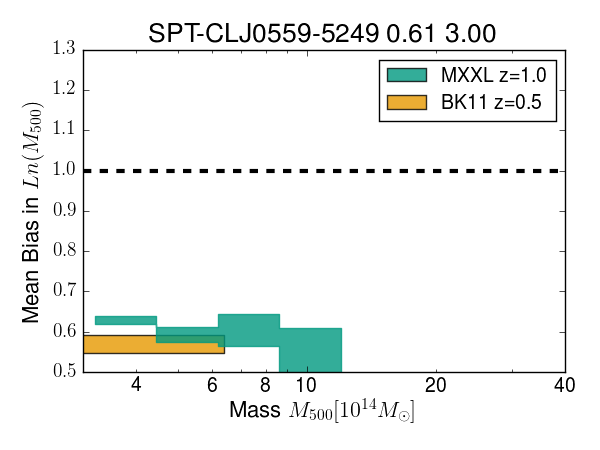 SPT-CLJ0559-5249 0.61 3.00
1.3
1.2
1.1
1.0
0.9
0.8
0.7
0.6
0.5
Mean Bias in Ln(M500)
MXXL z=1.0
BK11 z=0.5
4 6 8 10 20 40
Mass M500[10^14 M⊙]